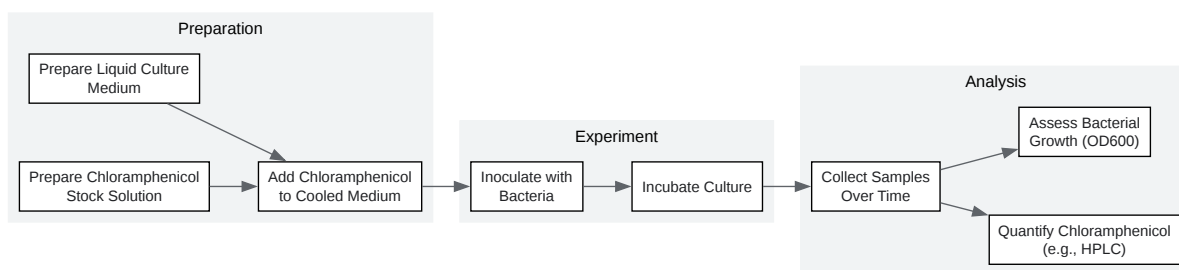 Preparation
Prepare Liquid Culture
Medium
Prepare Chloramphenicol
Stock Solution
Add Chloramphenicol
to Cooled Medium
Experiment
Inoculate with
Bacteria
Incubate Culture
Analysis
Collect Samples
Over Time
Assess Bacterial
Growth (OD600)
Quantify Chloramphenicol
(e.g., HPLC)